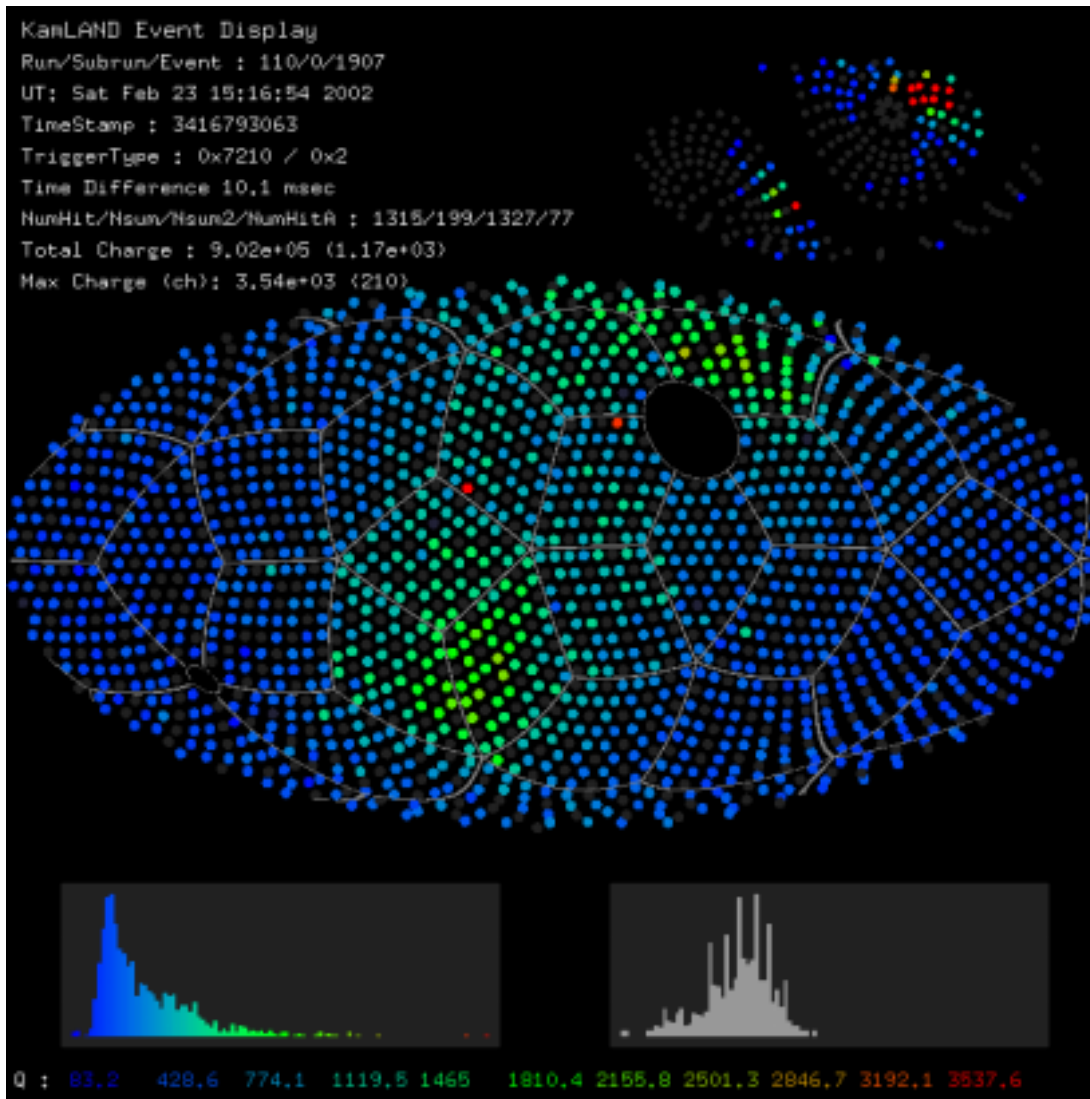 KamLAND Event Display
Run/Subrun/Event : 110/0/1907
UT: Sat Feb 23 15:16:54 2002
TimeStamp : 3416793063
TriggerType : 0x7210 / 0x2
Time Difference 10.1 msec
NumHit/Nsum/Nsum2/NumHitA : 1315/199/1327/77
Total Charge : 9.02e+05 (1.17e+03)
Max Charge (ch): 3.54e+03 (210)
Q : 83.2 428.6 774.1 1119.5 1465 1810.4 2155.8 2501.3 2846.7 3192.1 3537.6